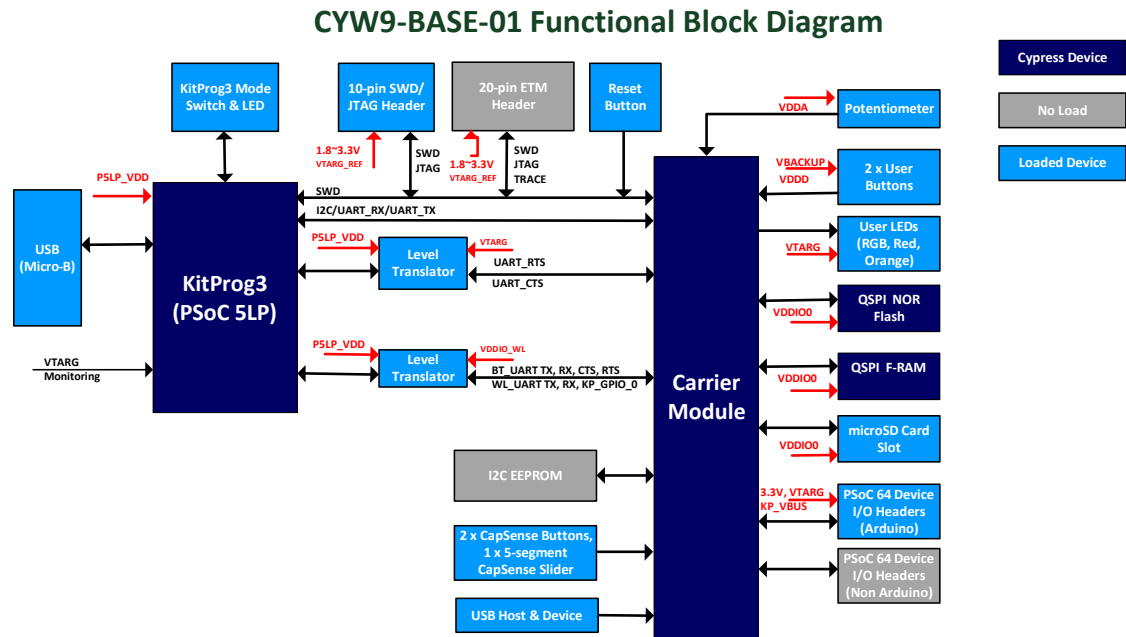 CYW9-BASE-01 Functional Block Diagram
Cypress Device
No Load
Loaded Device
KitProg3 Mode
Switch & LED
10-pin SWD/
JTAG Header
20-pin ETM
Header
Reset
Button
1.8~3.3V
VTARG_REF
SWD
JTAG
1.8~3.3V
VTARG_REF
SWD
JTAG
TRACE
P5LP_VDD
USB
(Micro-B)
KitProg3
(PSoC 5LP)
VTARG
Monitoring
SWD
I2C/UART_RX/UART_TX
P5LP_VDD
Level
Translator
VTARG
UART_RTS
UART_CTS
P5LP_VDD
Level
Translator
VDDIO_WL
BT_UART TX, RX, CTS, RTS
WL_UART TX, RX, KP_GPIO_0
I2C EEPROM
2 x CapSense Buttons,
1 x 5-segment
CapSense Slider
USB Host & Device
Carrier
Module
VDDA
Potentiometer
VBACKUP
VDDD
2 x User
Buttons
VTARG
User LEDs
(RGB, Red,
Orange)
VDDIO0
QSPI NOR
Flash
VDDIO0
QSPI F-RAM
VDDIO0
microSD Card
Slot
3.3V, VTARG
KP_VBUS
PSoC 64 Device
I/O Headers
(Arduino)
PSoC 64 Device
I/O Headers
(Non Arduino)